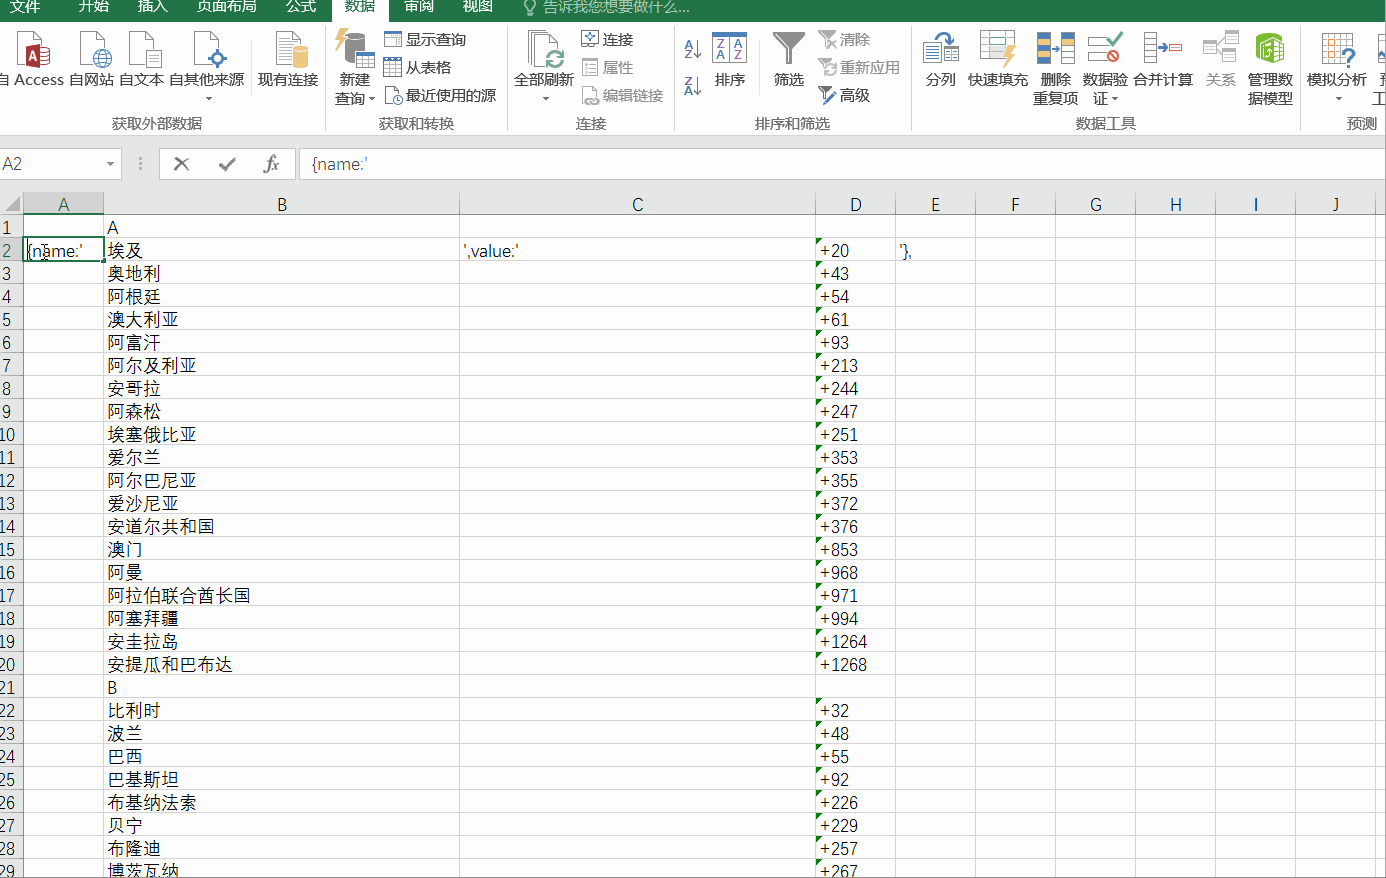 文件 开始 插入 页面布局 公式 数据 审阅 视图 告诉我您想要做什么...
自 Access 自网站 自文本 自其他来源 现有连接
获取外部数据
新建查询 显示查询 从表格 最近使用的源
获取和转换
全部刷新 连接 属性 编辑链接
连接
排序 筛选 清除 重新应用 高级
排序和筛选
分列 快速填充 删除重复项 数据验证 合并计算 关系 管理数据模型
数据工具
模拟分析
预测
A2 fx {name:'
A B C D E F G H I J
1 A
2 {name:' 埃及 ',value:' +20 '},
3 奥地利 +43
4 阿根廷 +54
5 澳大利亚 +61
6 阿富汗 +93
7 阿尔及利亚 +213
8 安哥拉 +244
9 阿森松 +247
10 埃塞俄比亚 +251
11 爱尔兰 +353
12 阿尔巴尼亚 +355
13 爱沙尼亚 +372
14 安道尔共和国 +376
15 澳门 +853
16 阿曼 +968
17 阿拉伯联合酋长国 +971
18 阿塞拜疆 +994
19 安圭拉岛 +1264
20 安提瓜和巴布达 +1268
21 B
22 比利时 +32
23 波兰 +48
24 巴西 +55
25 巴基斯坦 +92
26 布基纳法索 +226
27 贝宁 +229
28 布隆迪 +257
29 博茨瓦纳 +267